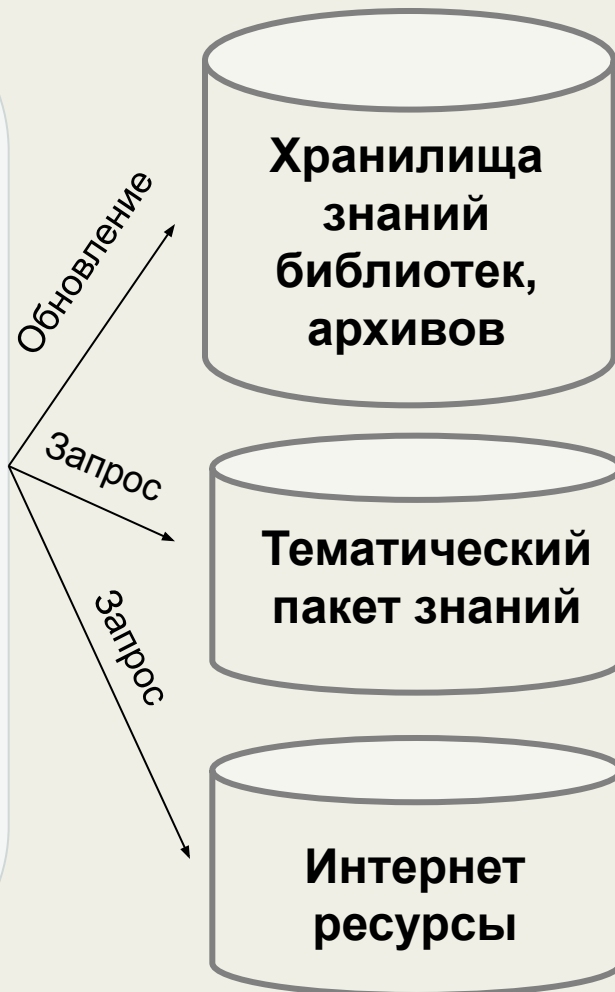 Обновление
Хранилища
знаний
библиотек,
архивов
Запрос
Тематический
пакет знаний
Запрос
Интернет
ресурсы